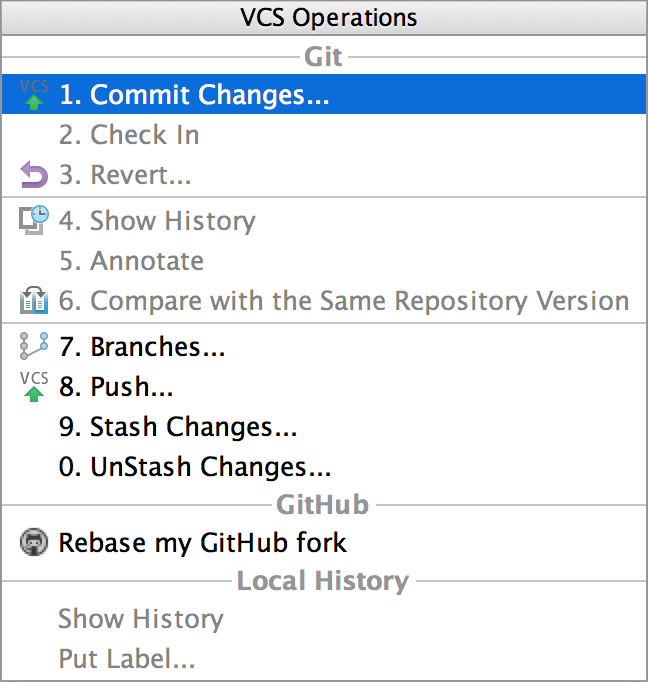 VCS Operations
Git
VCS 1. Commit Changes...
2. Check In
3. Revert...
4. Show History
5. Annotate
6. Compare with the Same Repository Version
7. Branches...
VCS 8. Push...
9. Stash Changes...
0. UnStash Changes...
GitHub
Rebase my GitHub fork
Local History
Show History
Put Label...